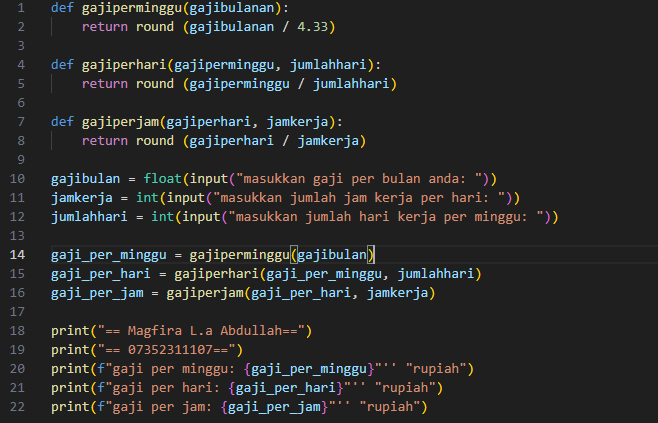 1 def gajiperminggu(gajibulanan):
2     return round (gajibulanan / 4.33)
3
4 def gajiperhari(gajiperminggu, jumlahhari):
5     return round (gajiperminggu / jumlahhari)
6
7 def gajiperjam(gajiperhari, jamkerja):
8     return round (gajiperhari / jamkerja)
9
10 gajibulan = float(input("masukkan gaji per bulan anda: "))
11 jamkerja = int(input("masukkan jumlah jam kerja per hari: "))
12 jumlahhari = int(input("masukkan jumlah hari kerja per minggu: "))
13
14 gaji_per_minggu = gajiperminggu(gajibulan)
15 gaji_per_hari = gajiperhari(gaji_per_minggu, jumlahhari)
16 gaji_per_jam = gajiperjam(gaji_per_hari, jamkerja)
17
18 print("== Magfira L.a Abdullah==")
19 print("== 07352311107==")
20 print(f"gaji per minggu: {gaji_per_minggu}"'' "rupiah")
21 print(f"gaji per hari: {gaji_per_hari}"'' "rupiah")
22 print(f"gaji per jam: {gaji_per_jam}"'' "rupiah")